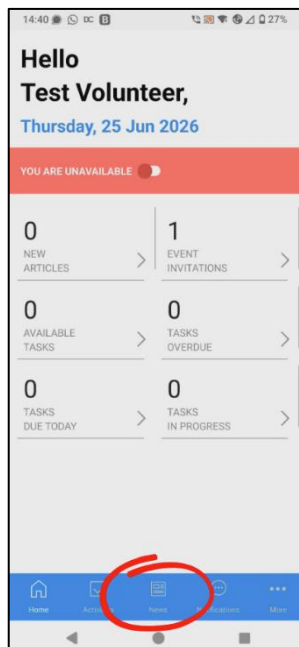 14:40
27%
Hello
Test Volunteer,
Thursday, 25 Jun 2026
YOU ARE UNAVAILABLE
0
NEW
ARTICLES
1
EVENT
INVITATIONS
0
AVAILABLE
TASKS
0
TASKS
OVERDUE
0
TASKS
DUE TODAY
0
TASKS
IN PROGRESS
Home
News
More